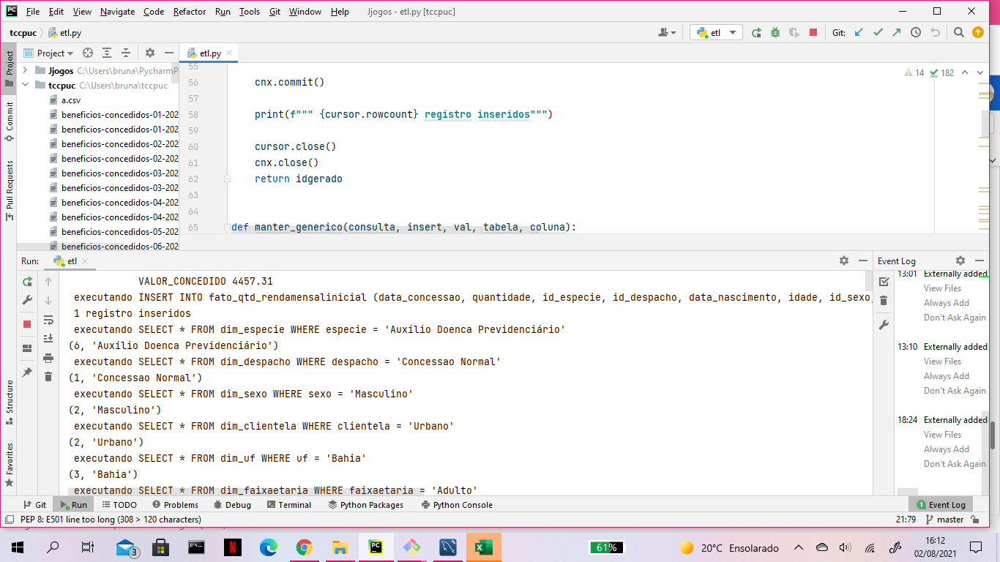 File Edit View Navigate Code Refactor Run Tools Git Window Help Jjogos - etl.py [tccpuc]
tccpuc etl.py etl Git:
Project etl.py
Project
Commit
Pull Requests
Structure
Favorites
Jjogos C:\Users\bruna\PycharmP
tccpuc C:\Users\bruna\tccpuc
a.csv
beneficios-concedidos-01-202
beneficios-concedidos-01-202
beneficios-concedidos-02-202
beneficios-concedidos-02-202
beneficios-concedidos-03-202
beneficios-concedidos-03-202
beneficios-concedidos-04-202
beneficios-concedidos-04-202
beneficios-concedidos-05-202
beneficios-concedidos-06-202
14 182
55
56 cnx.commit()
57
58 print(f""" {cursor.rowcount} registro inseridos""")
59
60 cursor.close()
61 cnx.close()
62 return idgerado
63
64
65 def manter_generico(consulta, insert, val, tabela, coluna):
Run: etl
VALOR_CONCEDIDO 4457.31
executando INSERT INTO fato_qtd_rendamensalinicial (data_concessao, quantidade, id_especie, id_despacho, data_nascimento, idade, id_sexo,
1 registro inseridos
executando SELECT * FROM dim_especie WHERE especie = 'Auxílio Doenca Previdenciário'
(6, 'Auxílio Doenca Previdenciário')
executando SELECT * FROM dim_despacho WHERE despacho = 'Concessao Normal'
(1, 'Concessao Normal')
executando SELECT * FROM dim_sexo WHERE sexo = 'Masculino'
(2, 'Masculino')
executando SELECT * FROM dim_clientela WHERE clientela = 'Urbano'
(2, 'Urbano')
executando SELECT * FROM dim_uf WHERE uf = 'Bahia'
(3, 'Bahia')
executando SELECT * FROM dim_faixaetaria WHERE faixaetaria = 'Adulto'
Event Log
13:01 Externally added
View Files
Always Add
Don't Ask Again
13:10 Externally added
View Files
Always Add
Don't Ask Again
18:24 Externally added
View Files
Always Add
Don't Ask Again
Git Run TODO Problems Debug Terminal Python Packages Python Console 1 Event Log
PEP 8: E501 line too long (308 > 120 characters) 21:79 master
3 61% 20°C Ensolarado 16:12
02/08/2021